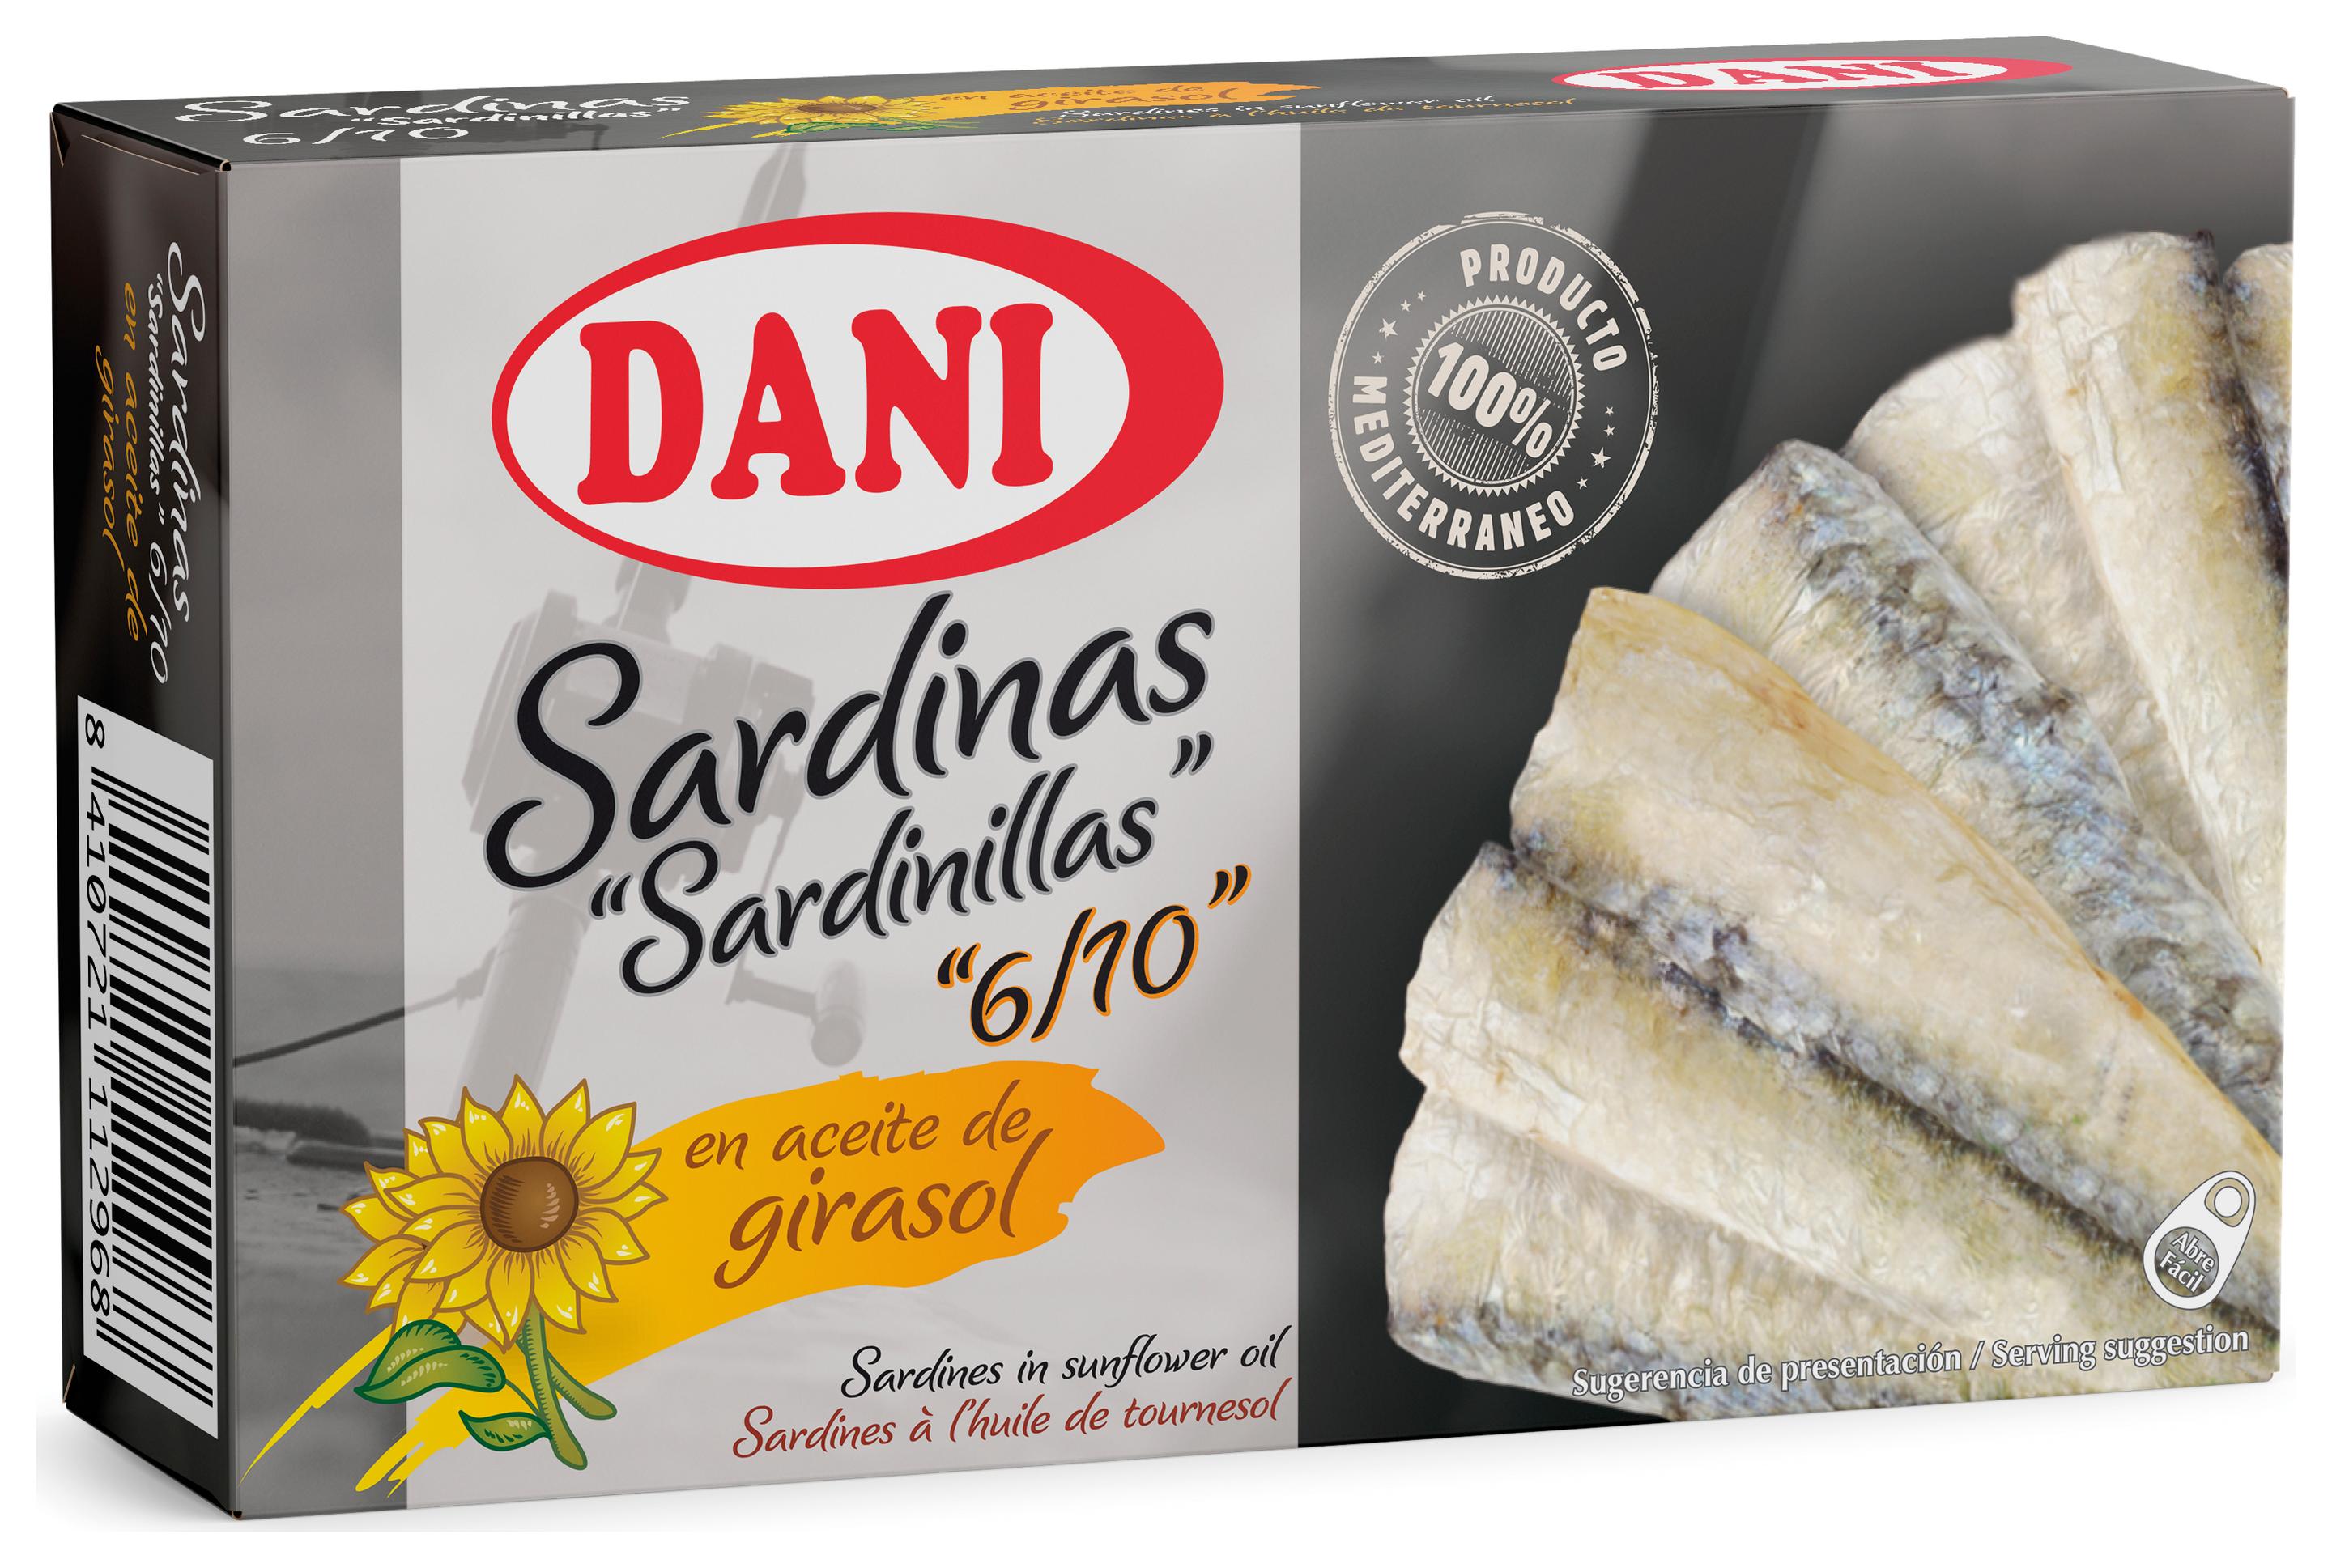 Sardinas
"Sardinillas"
6/10
en aceite de
girasol
Sardines in sunflower oil
Sardines à l'huile de tournesol
DANI
Sardinas
"Sardinillas" 6/10
en aceite de
girasol
8 410721 112968
DANI
Sardinas
"Sardinillas"
"6/10"
en aceite de
girasol
Sardines in sunflower oil
Sardines à l'huile de tournesol
PRODUCTO
100%
MEDITERRANEO
Abre
Fácil
Sugerencia de presentación / Serving suggestion